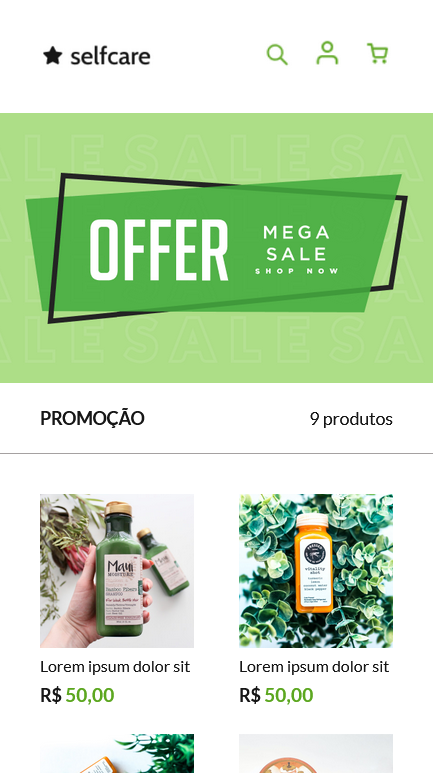 selfcare
OFFER
MEGA
SALE
SHOP NOW
PROMOÇÃO
9 produtos
Maui
MOISTURE
vitality
shot
Lorem ipsum dolor sit
Lorem ipsum dolor sit
R$ 50,00
R$ 50,00